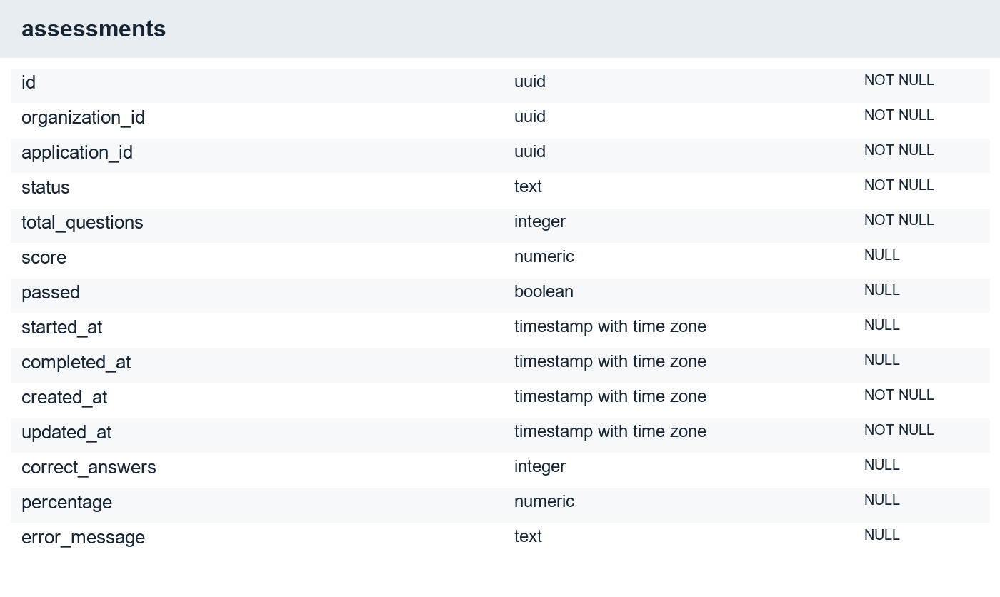 assessments
id uuid NOT NULL
organization_id uuid NOT NULL
application_id uuid NOT NULL
status text NOT NULL
total_questions integer NOT NULL
score numeric NULL
passed boolean NULL
started_at timestamp with time zone NULL
completed_at timestamp with time zone NULL
created_at timestamp with time zone NOT NULL
updated_at timestamp with time zone NOT NULL
correct_answers integer NULL
percentage numeric NULL
error_message text NULL